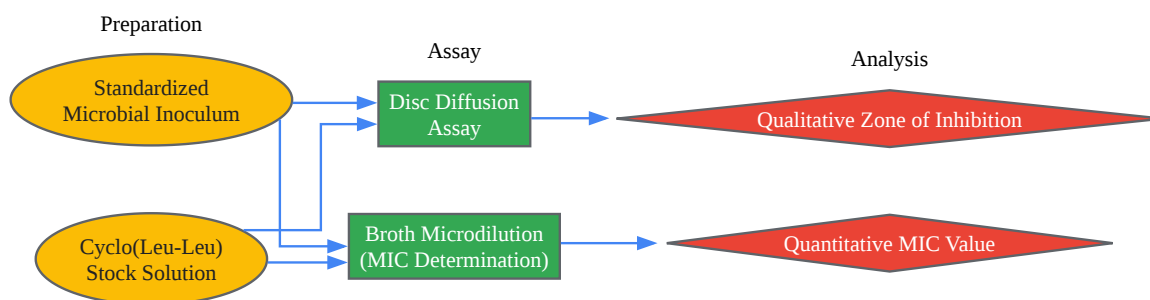 Preparation
Assay
Analysis
Standardized
Microbial Inoculum
Disc Diffusion
Assay
Qualitative Zone of Inhibition
Cyclo(Leu-Leu)
Stock Solution
Broth Microdilution
(MIC Determination)
Quantitative MIC Value